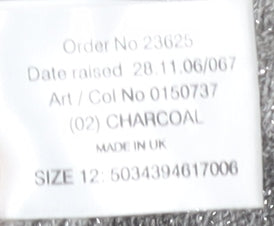 Order No 23625
Date raised 28.11.06/067
Art / Col No 0150737
(02) CHARCOAL
MADE IN UK
SIZE 12: 5034394617006